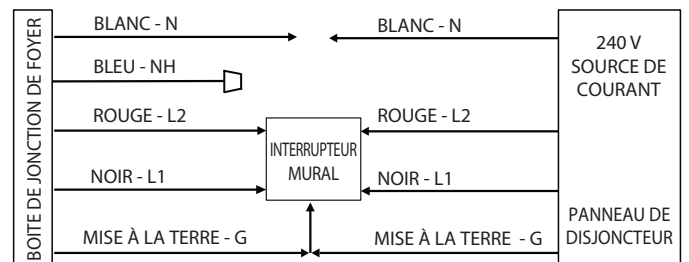 BOITE DE JONCTION DE FOYER
BLANC - N
BLANC - N
BLEU - NH
240 V
SOURCE DE
COURANT
ROUGE - L2
ROUGE - L2
INTERRUPTEUR
MURAL
NOIR - L1
NOIR - L1
PANNEAU DE
DISJONCTEUR
MISE À LA TERRE - G
MISE À LA TERRE - G